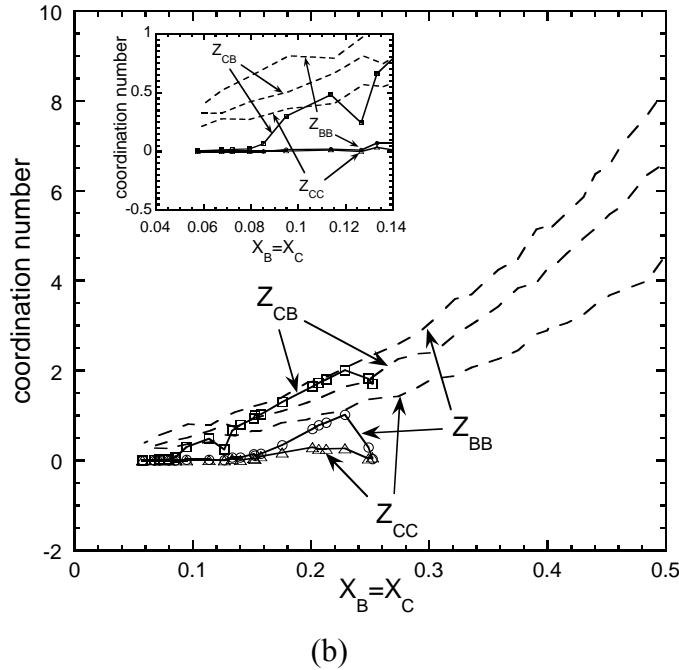 10
8
6
4
2
0
-2
0
0.1
0.2
0.3
0.4
0.5
coordination number
X_B=X_C
Z_CB
Z_BB
Z_CC
1
0.5
0
-0.5
0.04
0.06
0.08
0.10
0.12
0.14
coordination number
X_B=X_C
Z_CB
Z_BB
Z_CC
(b)